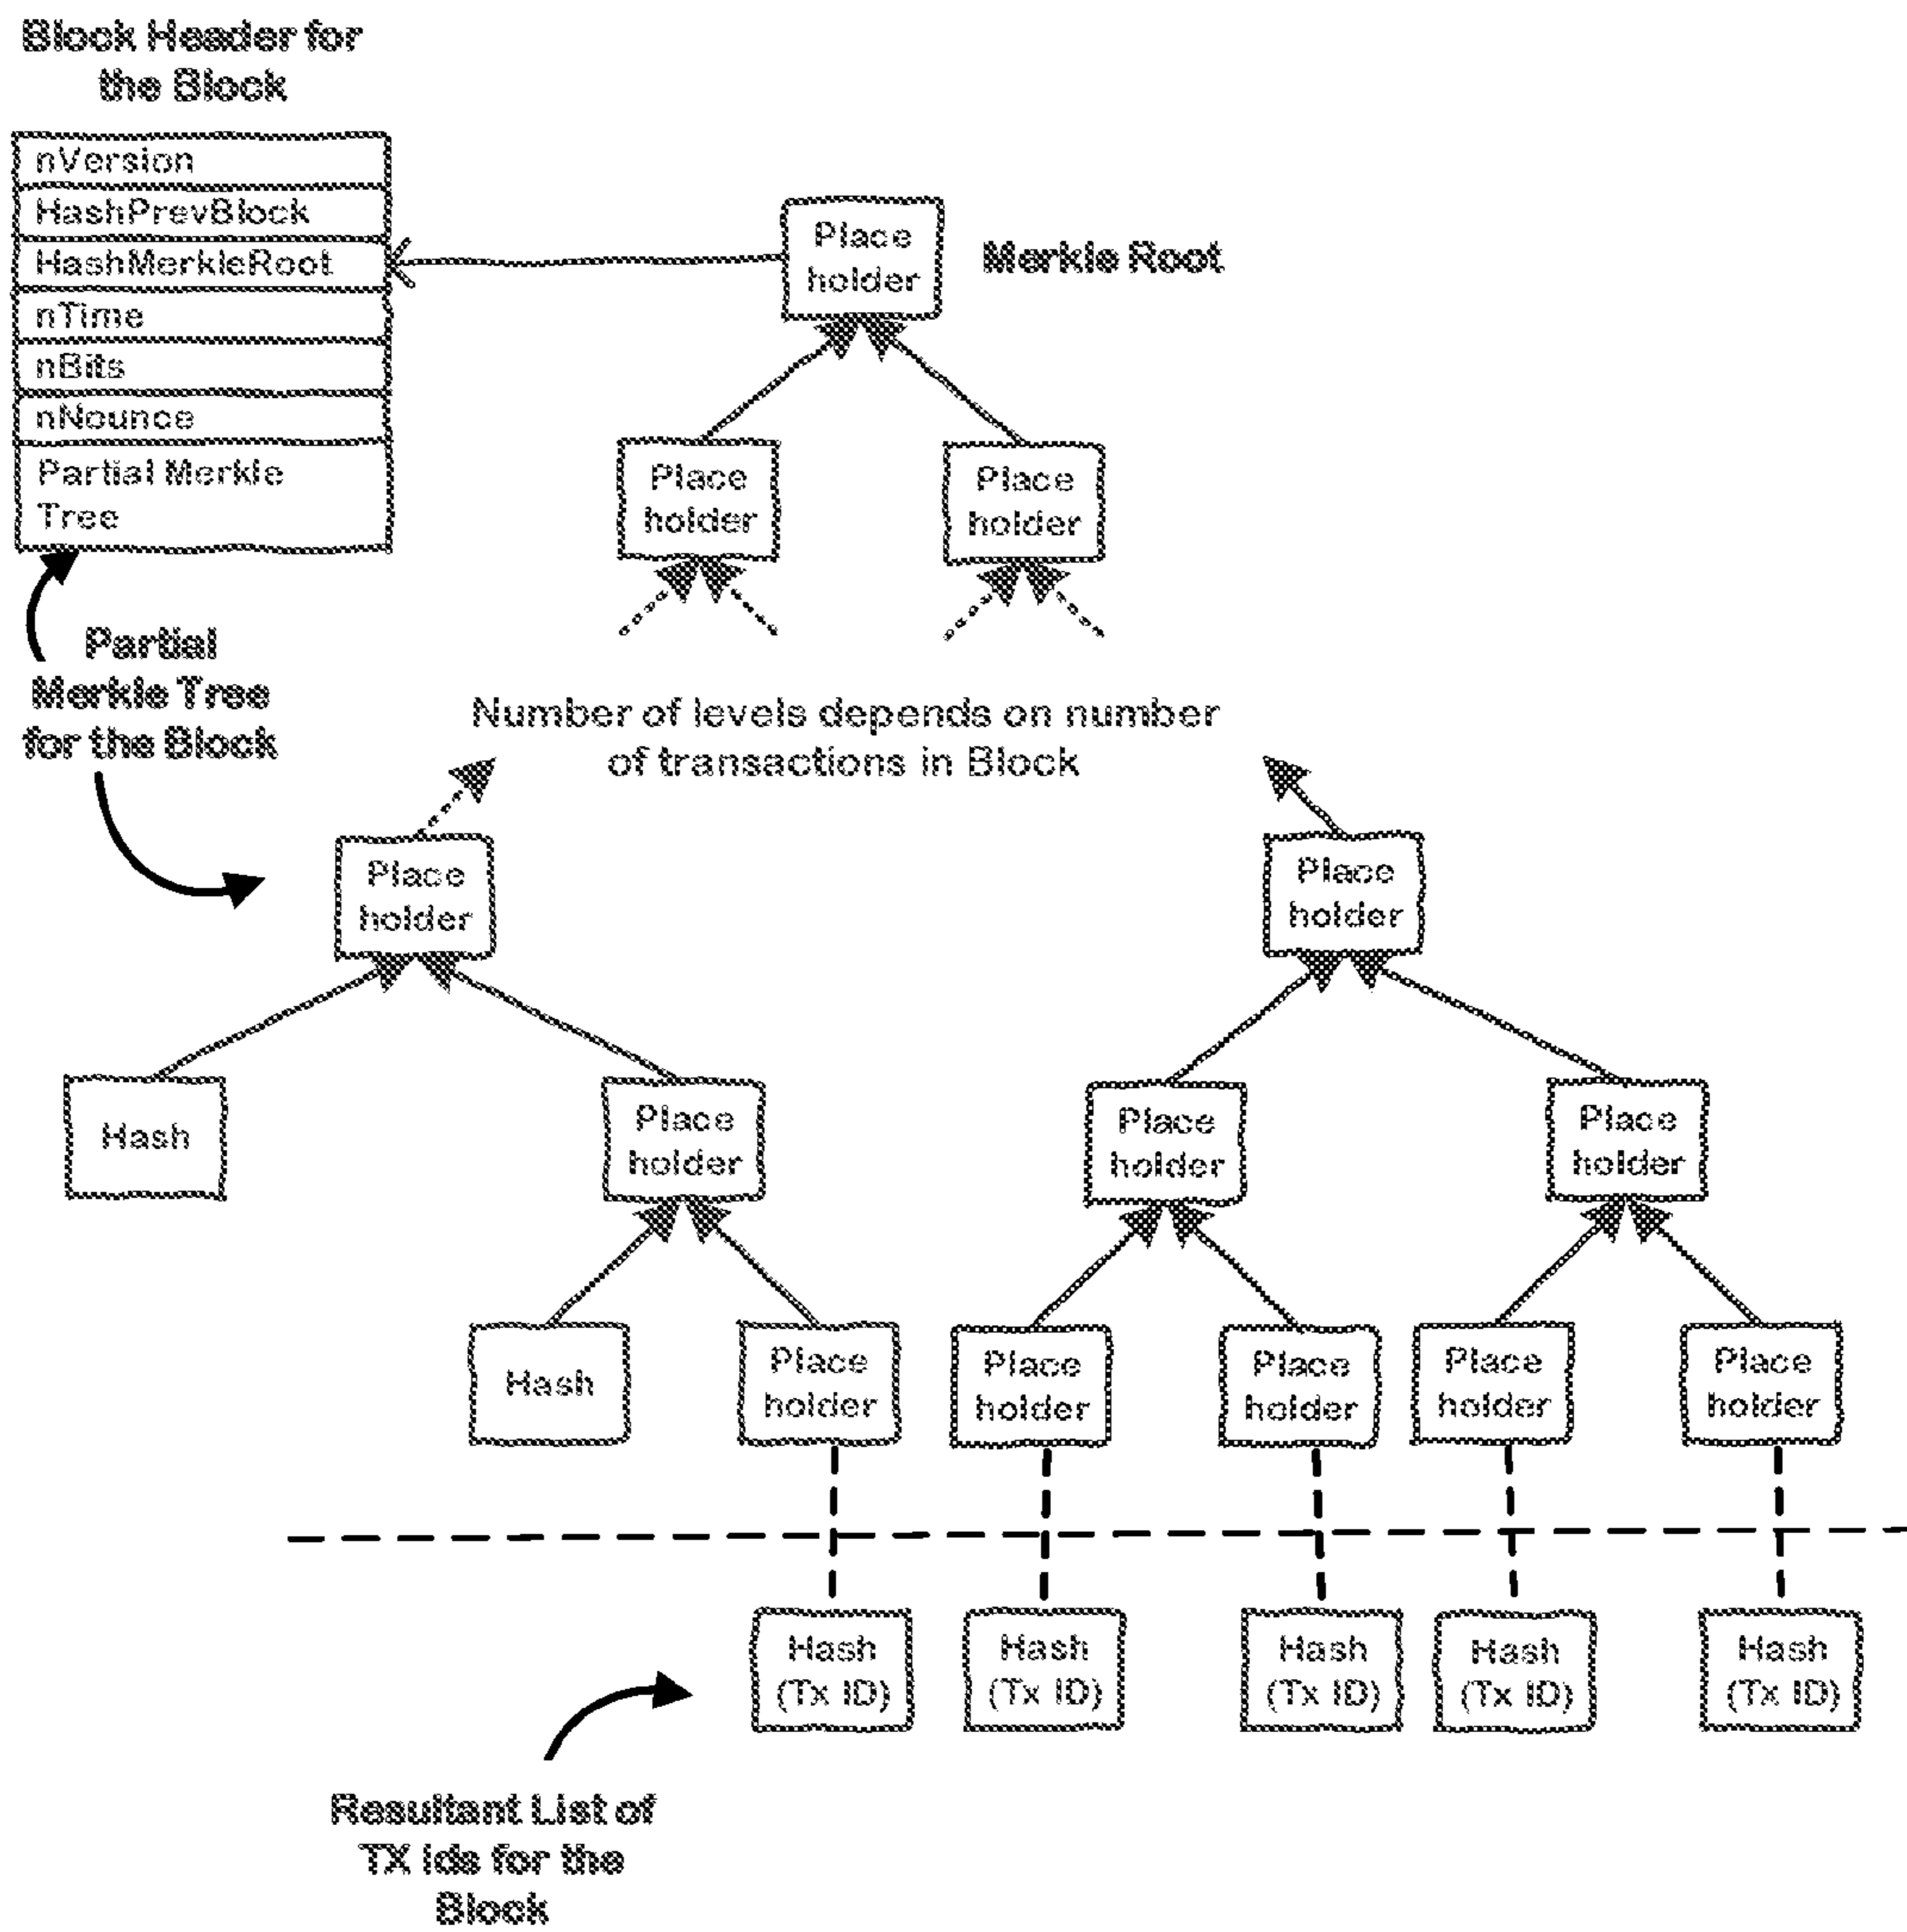 Block Header for
the Block
nVersion
HashPrevBlock
HashMerkleRoot
nTime
nBits
nNounce
Partial Merkle
Tree
Place
holder
Merkle Root
Place
holder
Place
holder
Partial
Merkle Tree
for the Block
Number of levels depends on number
of transactions in Block
Place
holder
Place
holder
Hash
Place
holder
Place
holder
Place
holder
Hash
Place
holder
Place
holder
Place
holder
Place
holder
Place
holder
Hash
(Tx ID)
Hash
(Tx ID)
Hash
(Tx ID)
Hash
(Tx ID)
Hash
(Tx ID)
Resultant List of
TX ids for the
Block